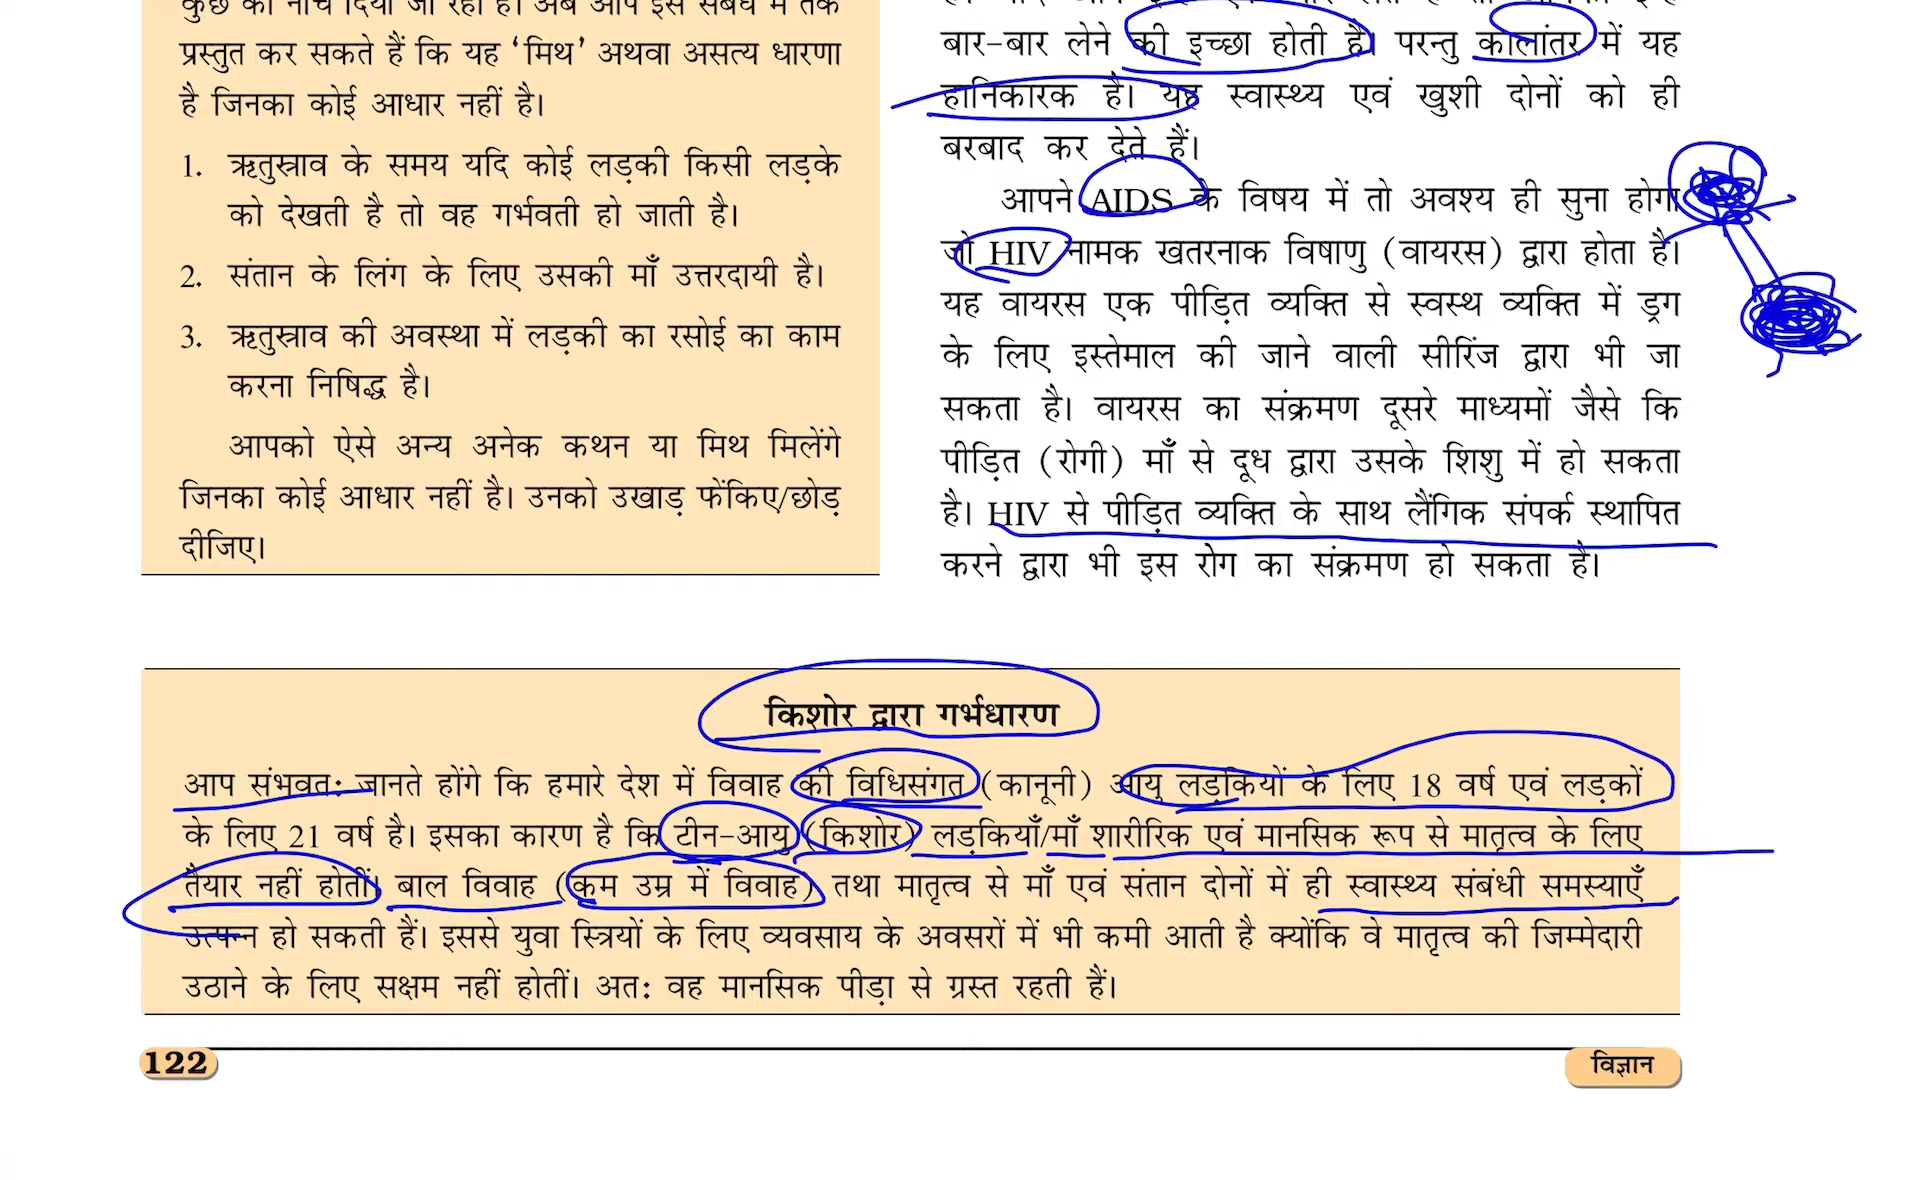 प्रस्तुत कर सकते हैं कि यह ‘मिथ’ अथवा असत्य धारणा
है जिनका कोई आधार नहीं है।
1. ऋतुस्राव के समय यदि कोई लड़की किसी लड़के
को देखती है तो वह गर्भवती हो जाती है।
2. संतान के लिंग के लिए उसकी माँ उत्तरदायी है।
3. ऋतुस्राव की अवस्था में लड़की का रसोई का काम
करना निषिद्ध है।
आपको ऐसे अन्य अनेक कथन या मिथ मिलेंगे
जिनका कोई आधार नहीं है। उनको उखाड़ फेंकिए/छोड़
दीजिए।
बार-बार लेने की इच्छा होती है। परन्तु कालांतर में यह
हानिकारक है। यह स्वास्थ्य एवं खुशी दोनों को ही
बरबाद कर देते हैं।
आपने AIDS के विषय में तो अवश्य ही सुना होगा
जो HIV नामक खतरनाक विषाणु (वायरस) द्वारा होता है।
यह वायरस एक पीड़ित व्यक्ति से स्वस्थ व्यक्ति में ड्रग
के लिए इस्तेमाल की जाने वाली सीरिंज द्वारा भी जा
सकता है। वायरस का संक्रमण दूसरे माध्यमों जैसे कि
पीड़ित (रोगी) माँ से दूध द्वारा उसके शिशु में हो सकता
है। HIV से पीड़ित व्यक्ति के साथ लैंगिक संपर्क स्थापित
करने द्वारा भी इस रोग का संक्रमण हो सकता है।
किशोर द्वारा गर्भधारण
आप संभवतः जानते होंगे कि हमारे देश में विवाह की विधिसंगत (कानूनी) आयु लड़कियों के लिए 18 वर्ष एवं लड़कों
के लिए 21 वर्ष है। इसका कारण है कि टीन-आयु (किशोर) लड़कियाँ/माँ शारीरिक एवं मानसिक रूप से मातृत्व के लिए
तैयार नहीं होतीं। बाल विवाह (कम उम्र में विवाह) तथा मातृत्व से माँ एवं संतान दोनों में ही स्वास्थ्य संबंधी समस्याएँ
उत्पन्न हो सकती हैं। इससे युवा स्त्रियों के लिए व्यवसाय के अवसरों में भी कमी आती है क्योंकि वे मातृत्व की जिम्मेदारी
उठाने के लिए सक्षम नहीं होतीं। अतः वह मानसिक पीड़ा से ग्रस्त रहती हैं।
122
विज्ञान